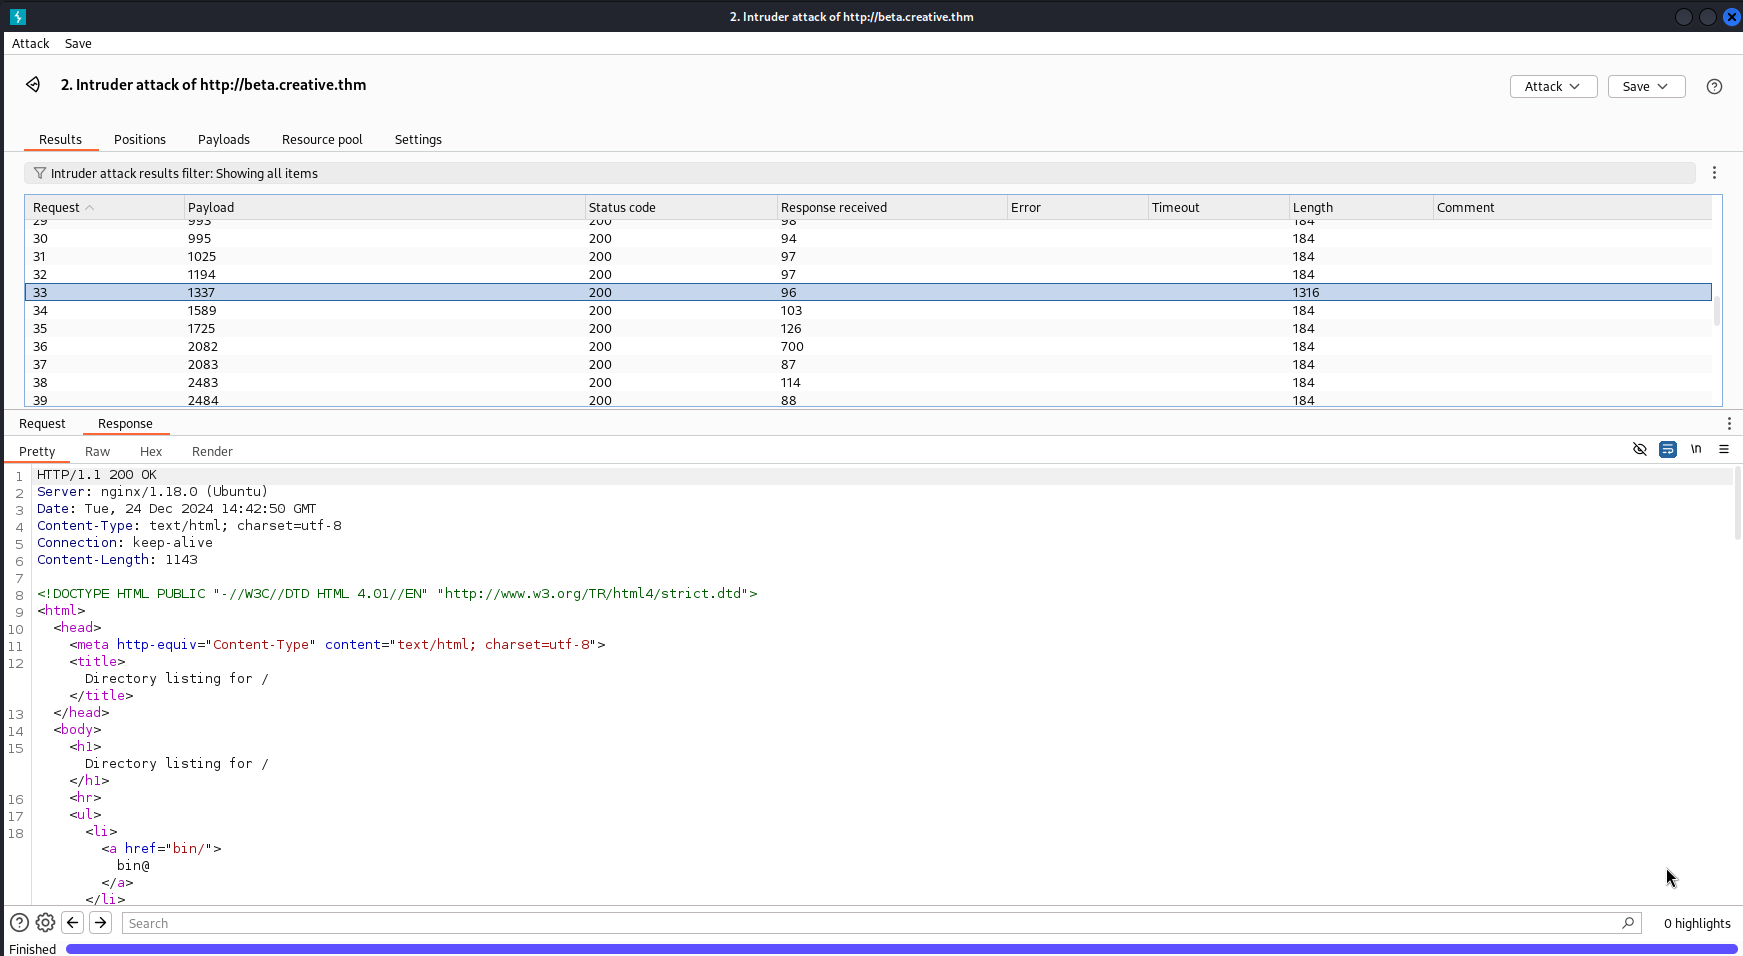 2. Intruder attack of http://beta.creative.thm
Attack Save
2. Intruder attack of http://beta.creative.thm
Attack Save
Results Positions Payloads Resource pool Settings
Intruder attack results filter: Showing all items
Request Payload Status code Response received Error Timeout Length Comment
29 993 200 98 184
30 995 200 94 184
31 1025 200 97 184
32 1194 200 97 184
33 1337 200 96 1316
34 1589 200 103 184
35 1725 200 126 184
36 2082 200 700 184
37 2083 200 87 184
38 2483 200 114 184
39 2484 200 88 184
Request Response
Pretty Raw Hex Render \n
1 HTTP/1.1 200 OK
2 Server: nginx/1.18.0 (Ubuntu)
3 Date: Tue, 24 Dec 2024 14:42:50 GMT
4 Content-Type: text/html; charset=utf-8
5 Connection: keep-alive
6 Content-Length: 1143
7
8 <!DOCTYPE HTML PUBLIC "-//W3C//DTD HTML 4.01//EN" "http://www.w3.org/TR/html4/strict.dtd">
9 <html>
10 <head>
11 <meta http-equiv="Content-Type" content="text/html; charset=utf-8">
12 <title>
Directory listing for /
</title>
13 </head>
14 <body>
15 <h1>
Directory listing for /
</h1>
16 <hr>
17 <ul>
18 <li>
<a href="bin/">
bin@
</a>
</li>
Search 0 highlights
Finished